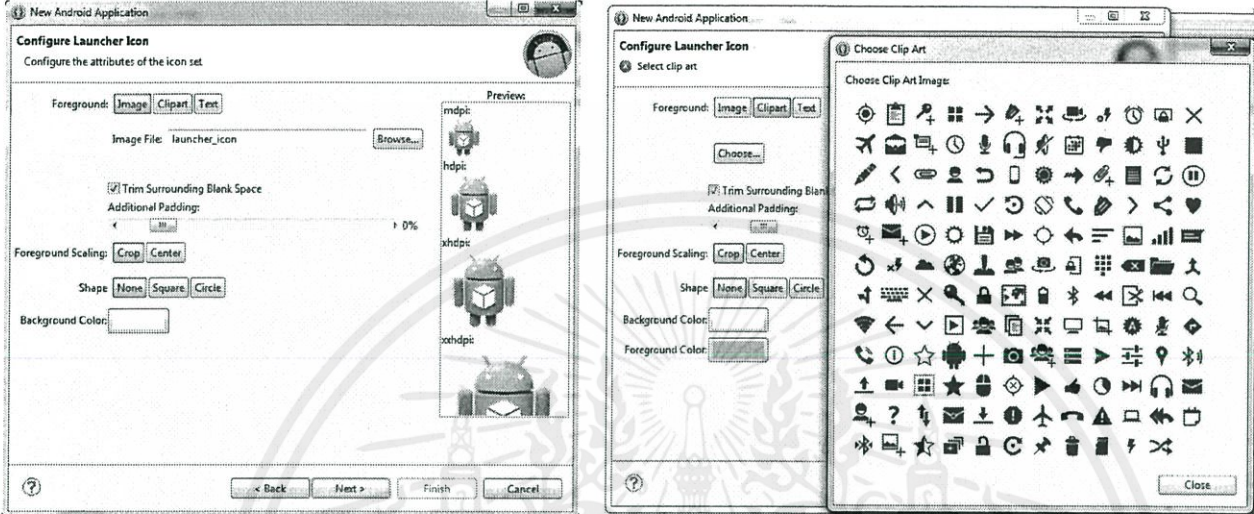 New Android Application
Configure Launcher Icon
Configure the attributes of the icon set
Foreground: Image Clipart Text
Image File: launcher_icon Browse...
Trim Surrounding Blank Space
Additional Padding:
0%
Foreground Scaling: Crop Center
Shape None Square Circle
Background Color:
Preview:
mdpi:
hdpi:
xhdpi:
xxhdpi:
? < Back Next > Finish Cancel
New Android Application
Configure Launcher Icon
Select clip art
Foreground: Image Clipart Text
Choose...
Trim Surrounding Blank
Additional Padding:
Foreground Scaling: Crop Center
Shape None Square Circle
Background Color:
Foreground Color:
?
Choose Clip Art
Choose Clip Art Image:
Close